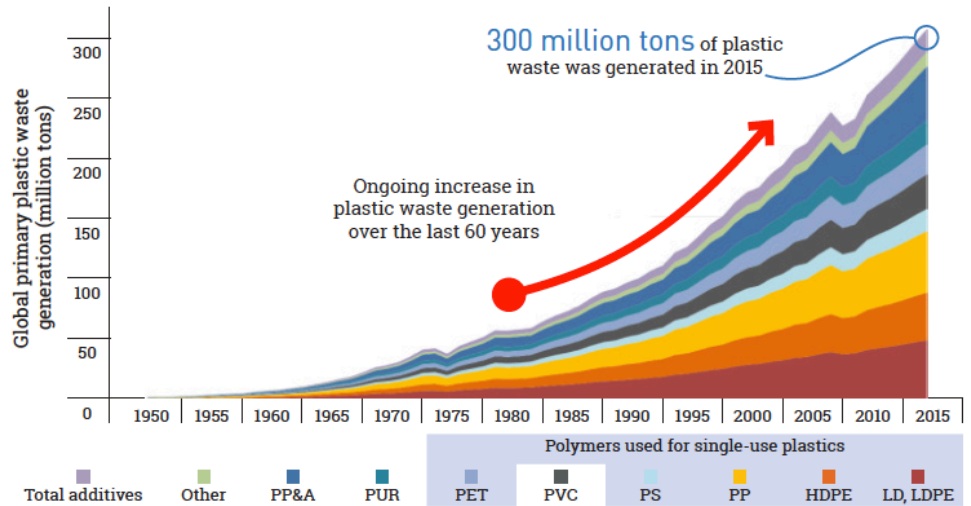 300 million tons of plastic
waste was generated in 2015
Ongoing increase in
plastic waste generation
over the last 60 years
Global primary plastic waste
generation (million tons)
300
250
200
150
100
50
0
1950 1955 1960 1965 1970 1975 1980 1985 1990 1995 2000 2005 2010 2015
Polymers used for single-use plastics
Total additives Other PP&A PUR PET PVC PS PP HDPE LD, LDPE